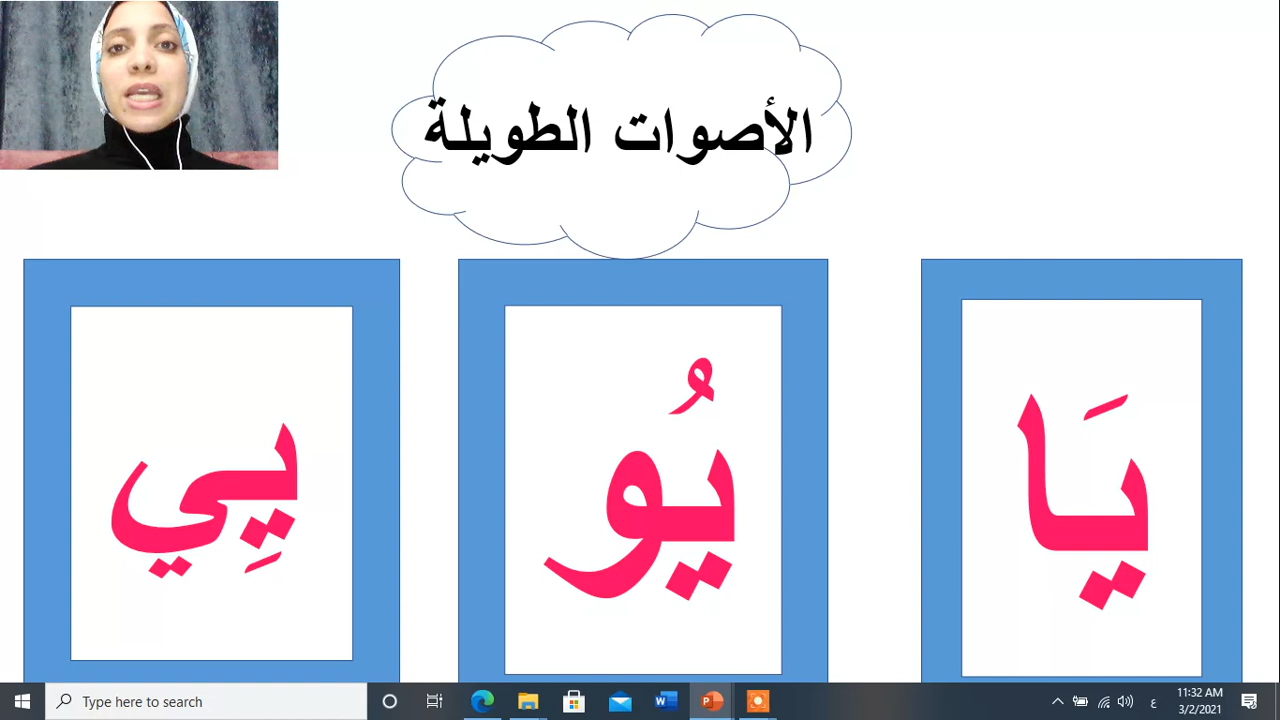 الأصوات الطويلة
يَا يُو يِي
Type here to search
ع
11:32 AM
3/2/2021